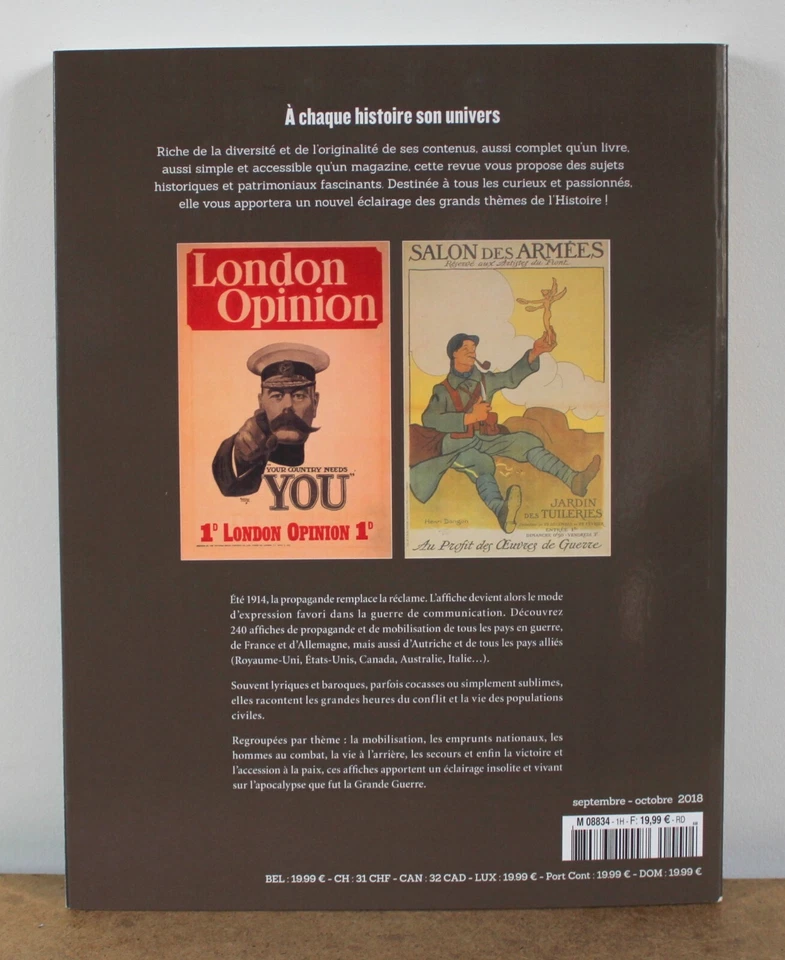 À chaque histoire son univers
Riche de la diversité et de l'originalité de ses contenus, aussi complet qu'un livre,
aussi simple et accessible qu'un magazine, cette revue vous propose des sujets
historiques et patrimoniaux fascinants. Destinée à tous les curieux et passionnés,
elle vous apportera un nouvel éclairage des grands thèmes de l'Histoire !
London
Opinion
"YOUR COUNTRY NEEDS
YOU"
1D LONDON OPINION 1D
SALON DES ARMÉES
Réservé aux Artistes du Front
JARDIN
DES TUILERIES
ENTRÉE
Au Profit des Œuvres de Guerre
Été 1914, la propagande remplace la réclame. L'affiche devient alors le mode
d'expression favori dans la guerre de communication. Découvrez
240 affiches de propagande et de mobilisation de tous les pays en guerre,
de France et d'Allemagne, mais aussi d'Autriche et de tous les pays alliés
(Royaume-Uni, États-Unis, Canada, Australie, Italie…).
Souvent lyriques et baroques, parfois cocasses ou simplement sublimes,
elles racontent les grandes heures du conflit et la vie des populations
civiles.
Regroupées par thème : la mobilisation, les emprunts nationaux, les
hommes au combat, la vie à l'arrière, les secours et enfin la victoire et
l'accession à la paix, ces affiches apportent un éclairage insolite et vivant
sur l'apocalypse que fut la Grande Guerre.
septembre - octobre 2018
M 08834 - 1H - F: 19,99 € - RD
BEL : 19.99 € - CH : 31 CHF - CAN : 32 CAD - LUX : 19.99 € - Port Cont : 19.99 € - DOM : 19.99 €